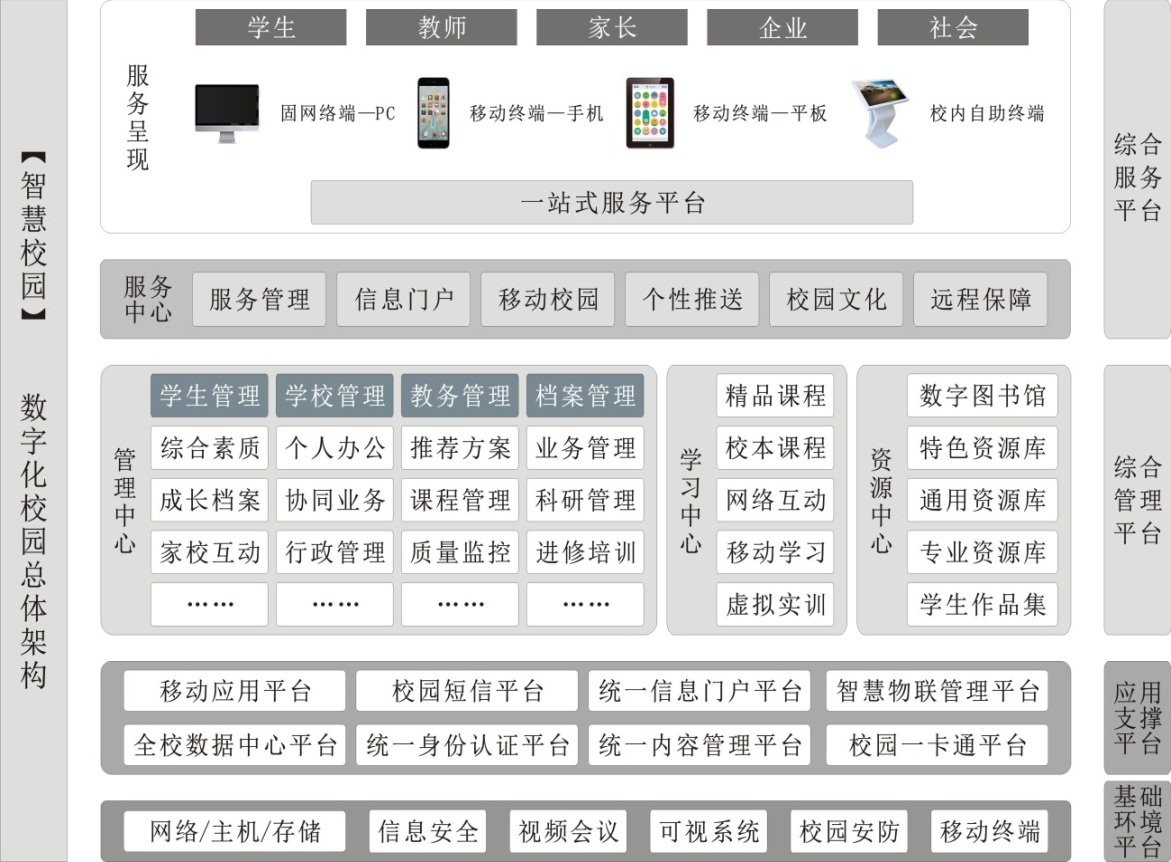 【智慧校园】 数字化校园总体架构
学生 教师 家长 企业 社会
服务呈现
固网络端—PC 移动终端—手机 移动终端—平板 校内自助终端
一站式服务平台
综合服务平台
服务中心
服务管理 信息门户 移动校园 个性推送 校园文化 远程保障
管理中心
学生管理 学校管理 教务管理 档案管理
综合素质 个人办公 推荐方案 业务管理
成长档案 协同业务 课程管理 科研管理
家校互动 行政管理 质量监控 进修培训
…… …… …… ……
学习中心
精品课程
校本课程
网络互动
移动学习
虚拟实训
资源中心
数字图书馆
特色资源库
通用资源库
专业资源库
学生作品集
综合管理平台
移动应用平台 校园短信平台 统一信息门户平台 智慧物联管理平台
全校数据中心平台 统一身份认证平台 统一内容管理平台 校园一卡通平台
应用支撑平台
网络/主机/存储 信息安全 视频会议 可视系统 校园安防 移动终端
基础环境平台